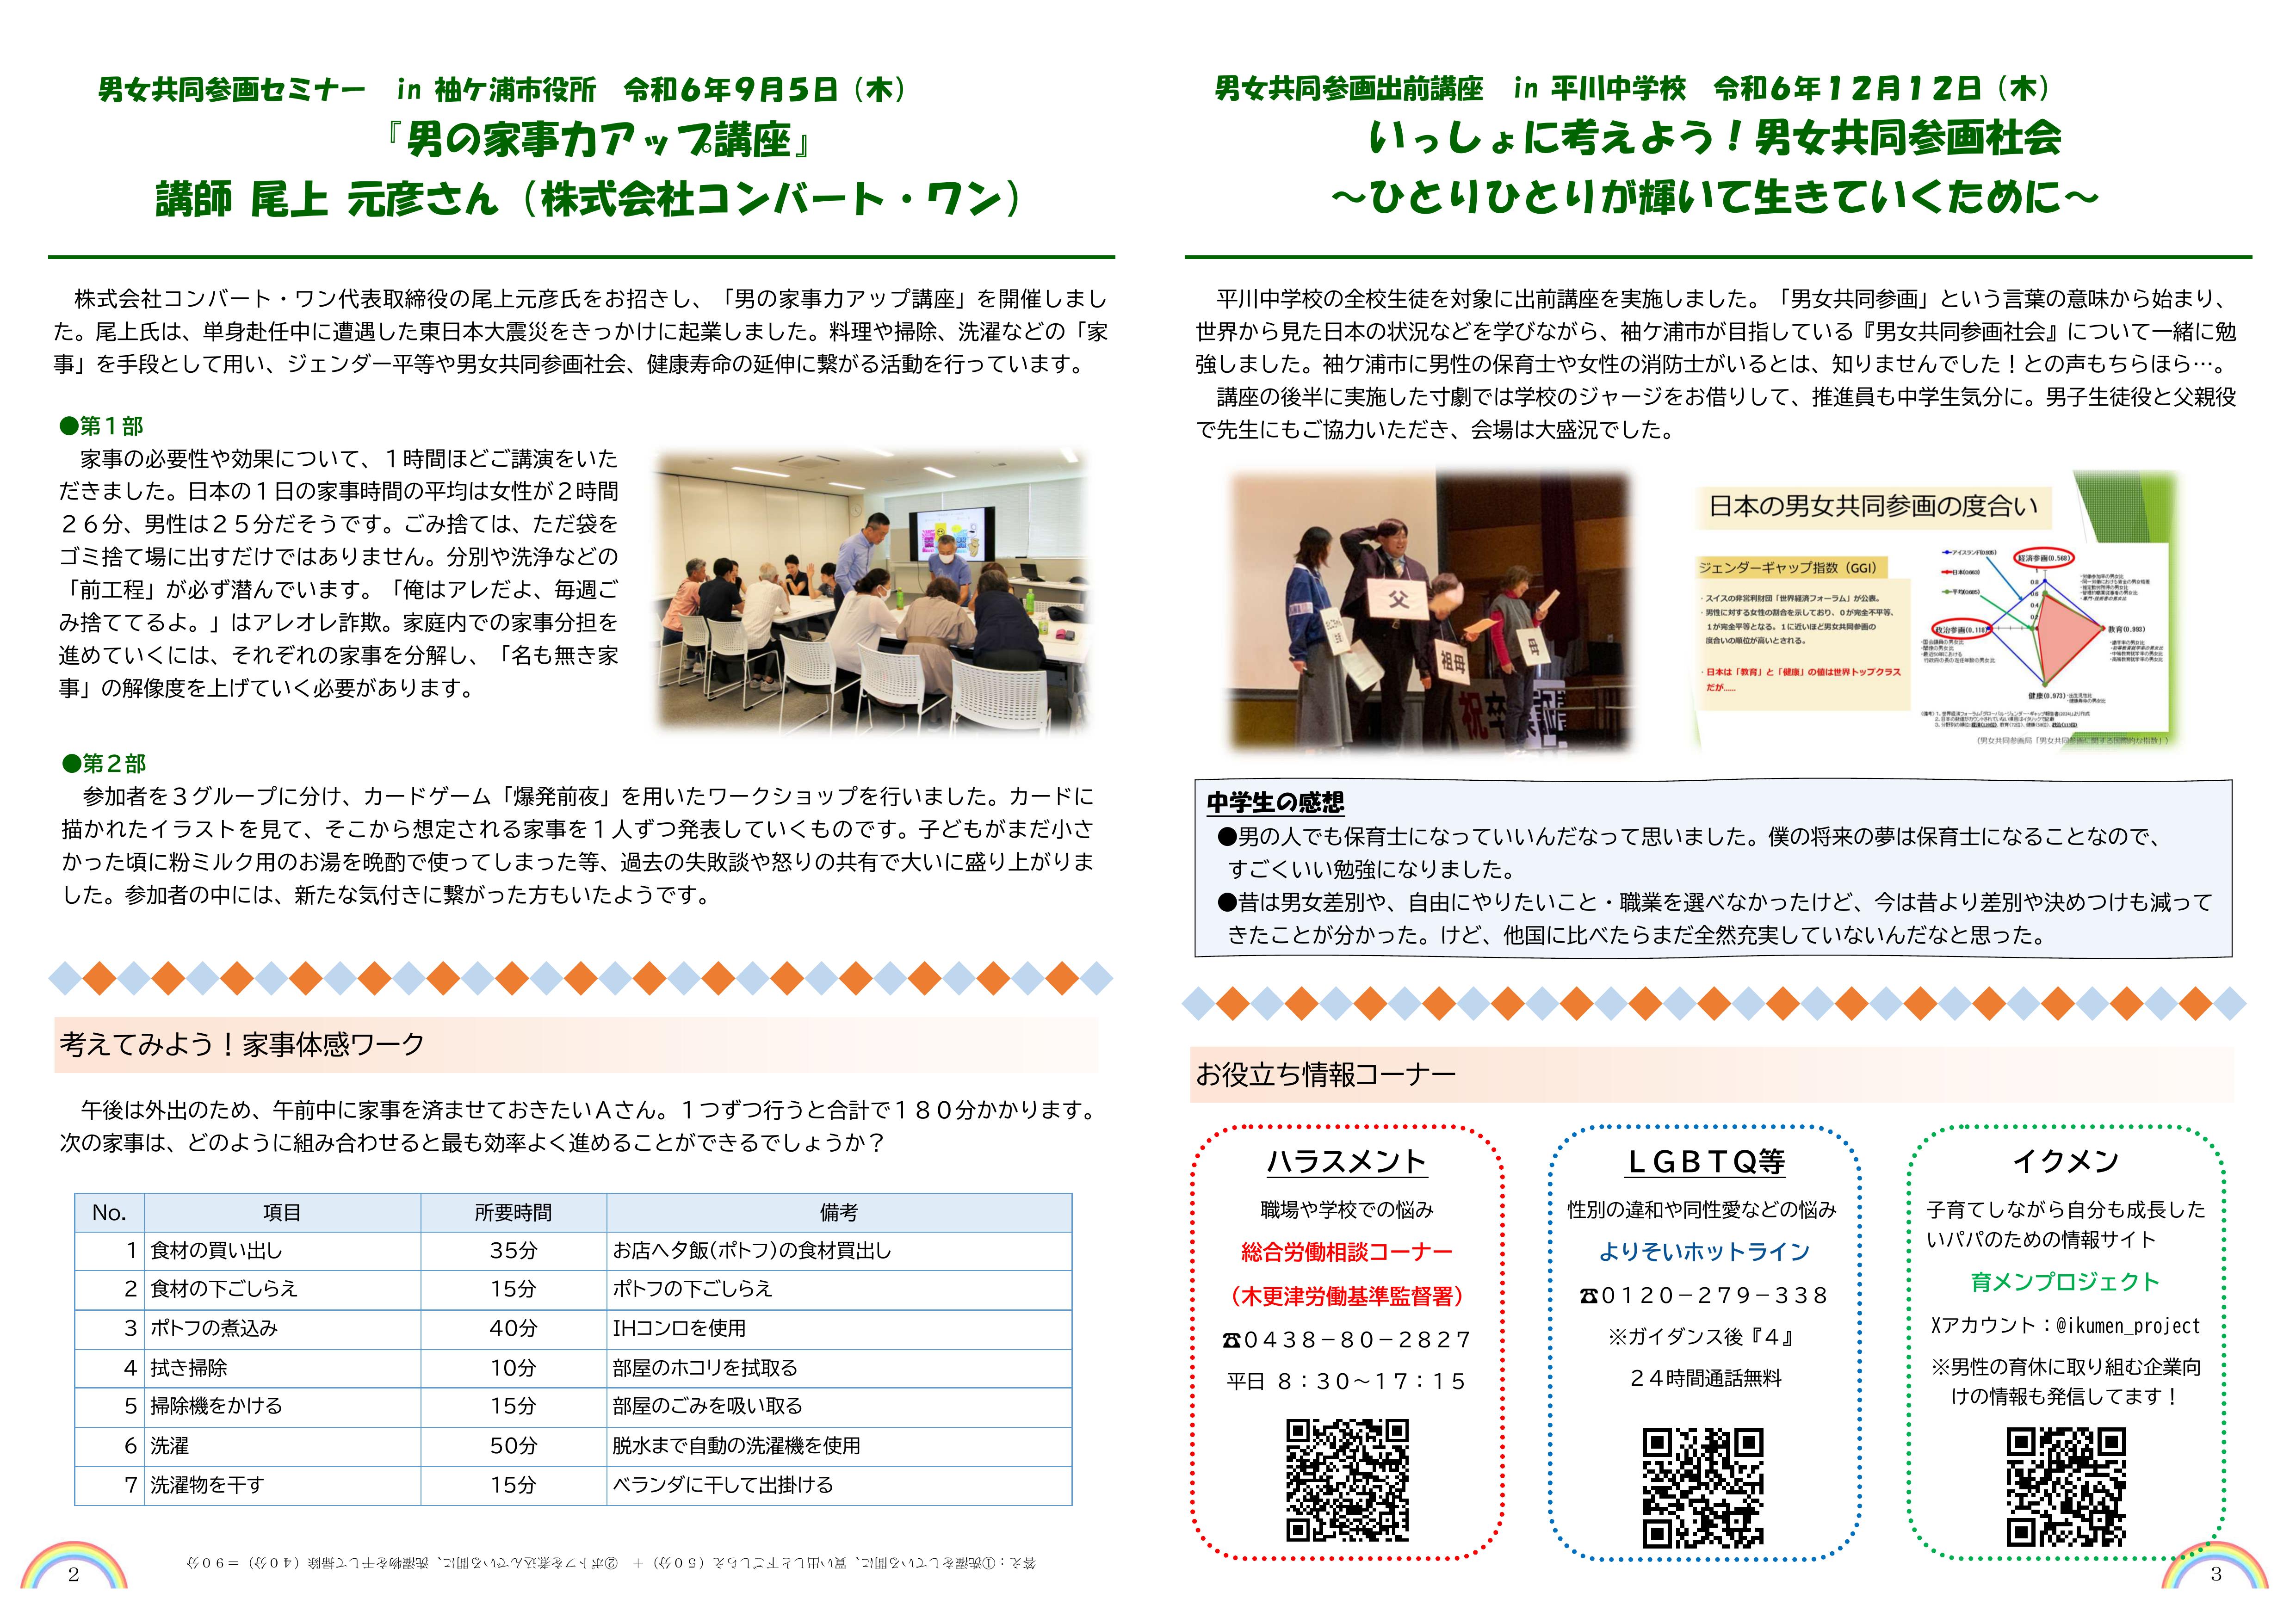 男女共同参画セミナー　in 袖ケ浦市役所　令和６年９月５日（木）
『男の家事力アップ講座』
講師 尾上 元彦さん（株式会社コンバート・ワン）
株式会社コンバート・ワン代表取締役の尾上元彦氏をお招きし、「男の家事力アップ講座」を開催しまし
た。尾上氏は、単身赴任中に遭遇した東日本大震災をきっかけに起業しました。料理や掃除、洗濯などの「家
事」を手段として用い、ジェンダー平等や男女共同参画社会、健康寿命の延伸に繋がる活動を行っています。
●第１部
家事の必要性や効果について、１時間ほどご講演をいた
だきました。日本の１日の家事時間の平均は女性が２時間
２６分、男性は２５分だそうです。ごみ捨ては、ただ袋を
ゴミ捨て場に出すだけではありません。分別や洗浄などの
「前工程」が必ず潜んでいます。「俺はアレだよ、毎週ご
み捨ててるよ。」はアレオレ詐欺。家庭内での家事分担を
進めていくには、それぞれの家事を分解し、「名も無き家
事」の解像度を上げていく必要があります。
●第２部
参加者を３グループに分け、カードゲーム「爆発前夜」を用いたワークショップを行いました。カードに
描かれたイラストを見て、そこから想定される家事を１人ずつ発表していくものです。子どもがまだ小さ
かった頃に粉ミルク用のお湯を晩酌で使ってしまった等、過去の失敗談や怒りの共有で大いに盛り上がりま
した。参加者の中には、新たな気付きに繋がった方もいたようです。
考えてみよう！家事体感ワーク
午後は外出のため、午前中に家事を済ませておきたいＡさん。１つずつ行うと合計で１８０分かかります。
次の家事は、どのように組み合わせると最も効率よく進めることができるでしょうか？
No.　項目　所要時間　備考
1　食材の買い出し　35分　お店へ夕飯（ポトフ）の食材買出し
2　食材の下ごしらえ　15分　ポトフの下ごしらえ
3　ポトフの煮込み　40分　IHコンロを使用
4　拭き掃除　10分　部屋のホコリを拭取る
5　掃除機をかける　15分　部屋のごみを吸い取る
6　洗濯　50分　脱水まで自動の洗濯機を使用
7　洗濯物を干す　15分　ベランダに干して出掛ける
答え：①洗濯をしている間に、買い出しと下ごしらえ（５０分）　＋　②ポトフを煮込んでいる間に、洗濯物を干して掃除（４０分）＝９０分
2
男女共同参画出前講座　in 平川中学校　令和６年１２月１２日（木）
いっしょに考えよう！男女共同参画社会
～ひとりひとりが輝いて生きていくために～
平川中学校の全校生徒を対象に出前講座を実施しました。「男女共同参画」という言葉の意味から始まり、
世界から見た日本の状況などを学びながら、袖ケ浦市が目指している『男女共同参画社会』について一緒に勉
強しました。袖ケ浦市に男性の保育士や女性の消防士がいるとは、知りませんでした！との声もちらほら…。
講座の後半に実施した寸劇では学校のジャージをお借りして、推進員も中学生気分に。男子生徒役と父親役
で先生にもご協力いただき、会場は大盛況でした。
父
祖母
母
祝
日本の男女共同参画の度合い
ジェンダーギャップ指数（GGI）
・スイスの非営利財団「世界経済フォーラム」が公表。
・男性に対する女性の割合を示しており、０が完全不平等、
１が完全平等となる。１に近いほど男女共同参画の
度合いの順位が高いとされる。
・日本は「教育」と「健康」の値は世界トップクラス
だが......
経済参画(0.568)
政治参画(0.118)
教育(0.993)
健康(0.973)
中学生の感想
●男の人でも保育士になっていいんだなって思いました。僕の将来の夢は保育士になることなので、
すごくいい勉強になりました。
●昔は男女差別や、自由にやりたいこと・職業を選べなかったけど、今は昔より差別や決めつけも減って
きたことが分かった。けど、他国に比べたらまだ全然充実していないんだなと思った。
お役立ち情報コーナー
ハラスメント
職場や学校での悩み
総合労働相談コーナー
（木更津労働基準監督署）
☎０４３８－８０－２８２７
平日 ８：３０～１７：１５
ＬＧＢＴＱ等
性別の違和や同性愛などの悩み
よりそいホットライン
☎０１２０－２７９－３３８
※ガイダンス後『４』
２４時間通話無料
イクメン
子育てしながら自分も成長した
いパパのための情報サイト
育メンプロジェクト
Xアカウント：@ikumen_project
※男性の育休に取り組む企業向
けの情報も発信してます！
3